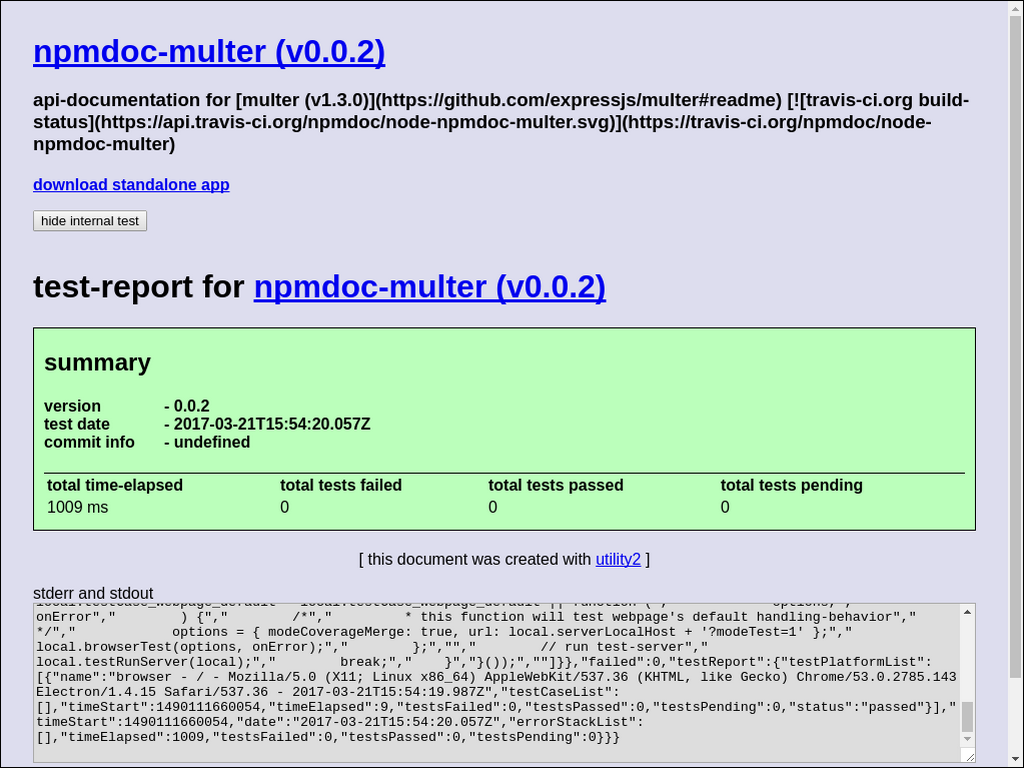 npmdoc-multer (v0.0.2)
api-documentation for [multer (v1.3.0)](https://github.com/expressjs/multer#readme) [![travis-ci.org build-
status](https://api.travis-ci.org/npmdoc/node-npmdoc-multer.svg)](https://travis-ci.org/npmdoc/node-
npmdoc-multer)
download standalone app
hide internal test
test-report for npmdoc-multer (v0.0.2)
summary
version - 0.0.2
test date - 2017-03-21T15:54:20.057Z
commit info - undefined
total time-elapsed total tests failed total tests passed total tests pending
1009 ms 0 0 0
[ this document was created with utility2 ]
stderr and stdout
onError","        ) {","        /*","         * this function will test webpage's default handling-behavior","
*/","            options = { modeCoverageMerge: true, url: local.serverLocalHost + '?modeTest=1' };","
local.browserTest(options, onError);","        };","","        // run test-server","
local.testRunServer(local);","        break;","    }","}());",""]}},"failed":0,"testReport":{"testPlatformList":
[{"name":"browser - / - Mozilla/5.0 (X11; Linux x86_64) AppleWebKit/537.36 (KHTML, like Gecko) Chrome/53.0.2785.143
Electron/1.4.15 Safari/537.36 - 2017-03-21T15:54:19.987Z","testCaseList":
[],"timeStart":1490111660054,"timeElapsed":9,"testsFailed":0,"testsPassed":0,"testsPending":0,"status":"passed"}],"
timeStart":1490111660054,"date":"2017-03-21T15:54:20.057Z","errorStackList":
[],"timeElapsed":1009,"testsFailed":0,"testsPassed":0,"testsPending":0}}}